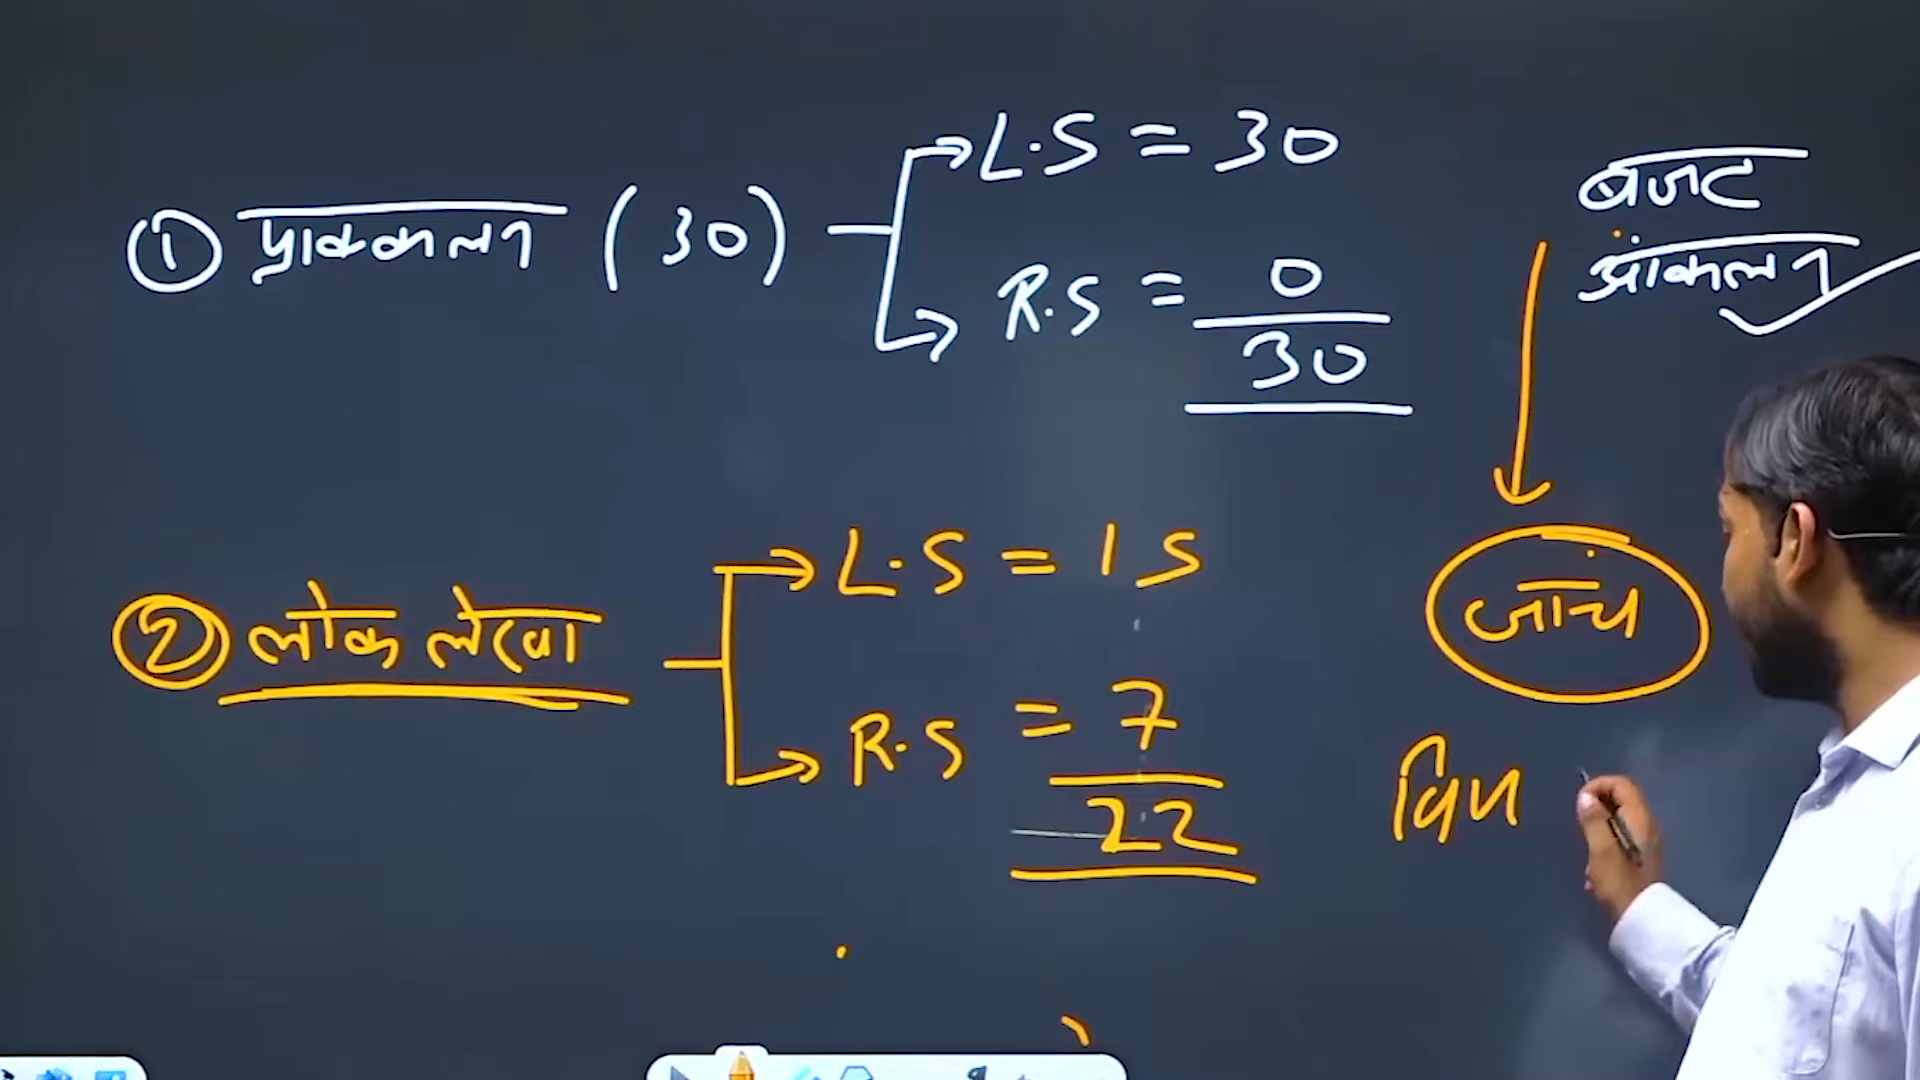 ① प्राक्कलन (30)
L.S = 30
R.S = 0
30
बजट
आंकलन
② लोक लेखा
L.S = 15
R.S = 7
22
जाँच